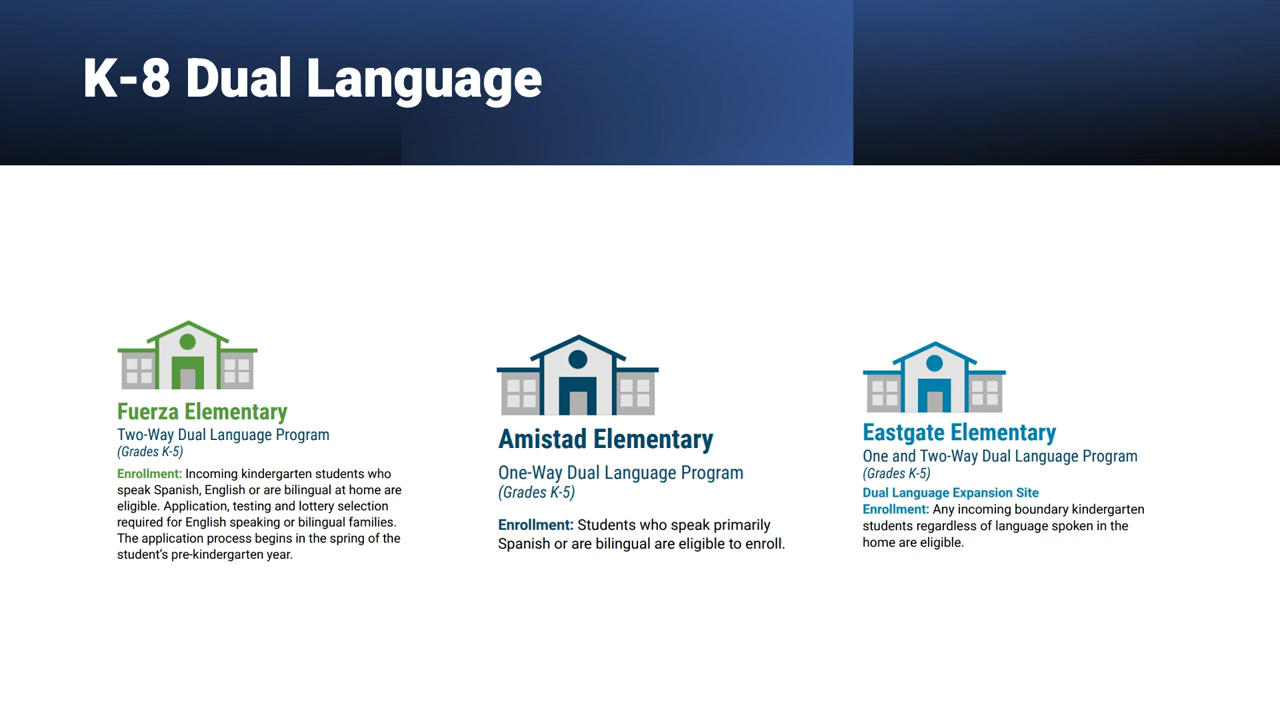 K-8 Dual Language
Fuerza Elementary
Two-Way Dual Language Program
(Grades K-5)
Enrollment: Incoming kindergarten students who
speak Spanish, English or are bilingual at home are
eligible. Application, testing and lottery selection
required for English speaking or bilingual families.
The application process begins in the spring of the
student’s pre-kindergarten year.
Amistad Elementary
One-Way Dual Language Program
(Grades K-5)
Enrollment: Students who speak primarily
Spanish or are bilingual are eligible to enroll.
Eastgate Elementary
One and Two-Way Dual Language Program
(Grades K-5)
Dual Language Expansion Site
Enrollment: Any incoming boundary kindergarten
students regardless of language spoken in the
home are eligible.